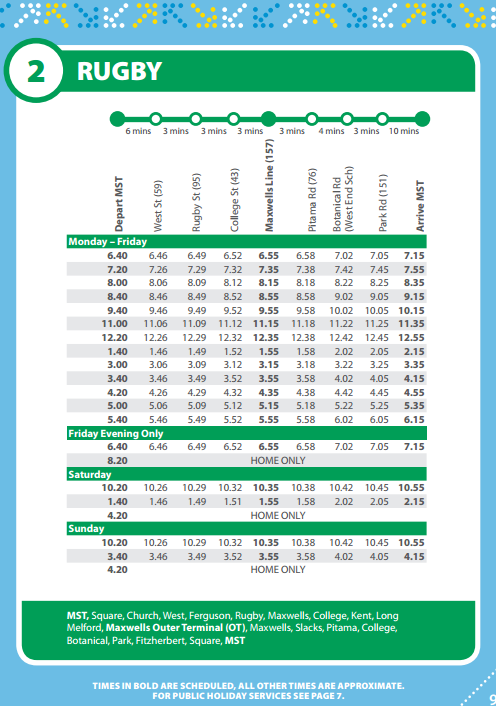 2 RUGBY
6 mins 3 mins 3 mins 3 mins 3 mins 4 mins 3 mins 10 mins
Depart MST
West St (59)
Rugby St (95)
College St (43)
Maxwells Line (157)
Pitama Rd (76)
Botanical Rd
(West End Sch)
Park Rd (151)
Arrive MST
Monday – Friday
6.40 6.46 6.49 6.52 6.55 6.58 7.02 7.05 7.15
7.20 7.26 7.29 7.32 7.35 7.38 7.42 7.45 7.55
8.00 8.06 8.09 8.12 8.15 8.18 8.22 8.25 8.35
8.40 8.46 8.49 8.52 8.55 8.58 9.02 9.05 9.15
9.40 9.46 9.49 9.52 9.55 9.58 10.02 10.05 10.15
11.00 11.06 11.09 11.12 11.15 11.18 11.22 11.25 11.35
12.20 12.26 12.29 12.32 12.35 12.38 12.42 12.45 12.55
1.40 1.46 1.49 1.52 1.55 1.58 2.02 2.05 2.15
3.00 3.06 3.09 3.12 3.15 3.18 3.22 3.25 3.35
3.40 3.46 3.49 3.52 3.55 3.58 4.02 4.05 4.15
4.20 4.26 4.29 4.32 4.35 4.38 4.42 4.45 4.55
5.00 5.06 5.09 5.12 5.15 5.18 5.22 5.25 5.35
5.40 5.46 5.49 5.52 5.55 5.58 6.02 6.05 6.15
Friday Evening Only
6.40 6.46 6.49 6.52 6.55 6.58 7.02 7.05 7.15
8.20 HOME ONLY
Saturday
10.20 10.26 10.29 10.32 10.35 10.38 10.42 10.45 10.55
1.40 1.46 1.49 1.51 1.55 1.58 2.02 2.05 2.15
4.20 HOME ONLY
Sunday
10.20 10.26 10.29 10.32 10.35 10.38 10.42 10.45 10.55
3.40 3.46 3.49 3.52 3.55 3.58 4.02 4.05 4.15
4.20 HOME ONLY
MST, Square, Church, West, Ferguson, Rugby, Maxwells, College, Kent, Long
Melford, Maxwells Outer Terminal (OT), Maxwells, Slacks, Pitama, College,
Botanical, Park, Fitzherbert, Square, MST
TIMES IN BOLD ARE SCHEDULED, ALL OTHER TIMES ARE APPROXIMATE.
FOR PUBLIC HOLIDAY SERVICES SEE PAGE 7.
9